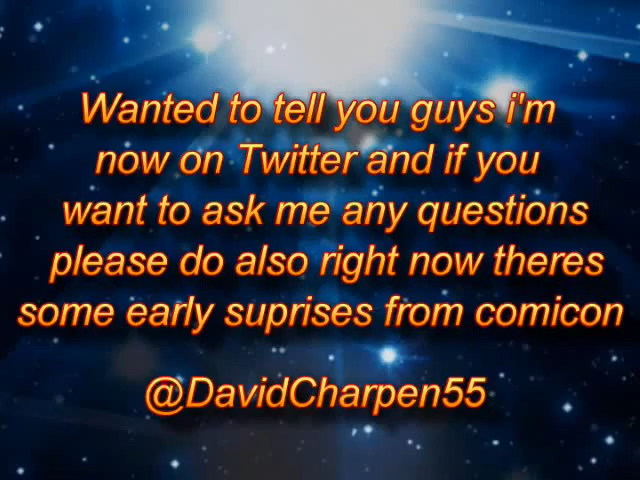 Wanted to tell you guys i'm
now on Twitter and if you
want to ask me any questions
please do also right now theres
some early suprises from comicon
@DavidCharpen55